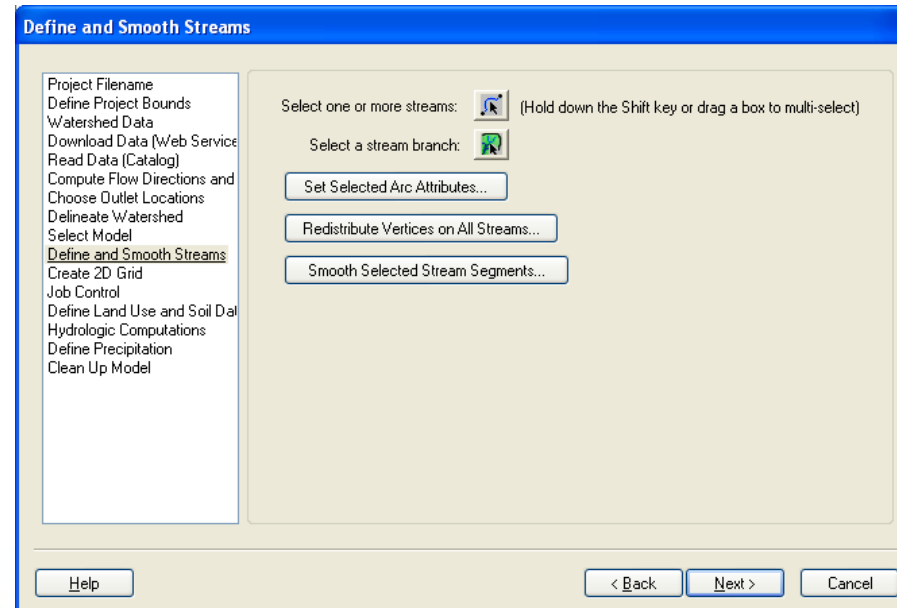 Define and Smooth Streams
Project Filename
Define Project Bounds
Watershed Data
Download Data (Web Service
Read Data (Catalog)
Compute Flow Directions and
Choose Outlet Locations
Delineate Watershed
Select Model
Define and Smooth Streams
Create 2D Grid
Job Control
Define Land Use and Soil Dat
Hydrologic Computations
Define Precipitation
Clean Up Model
Select one or more streams: (Hold down the Shift key or drag a box to multi-select)
Select a stream branch:
Set Selected Arc Attributes...
Redistribute Vertices on All Streams...
Smooth Selected Stream Segments...
Help < Back Next > Cancel